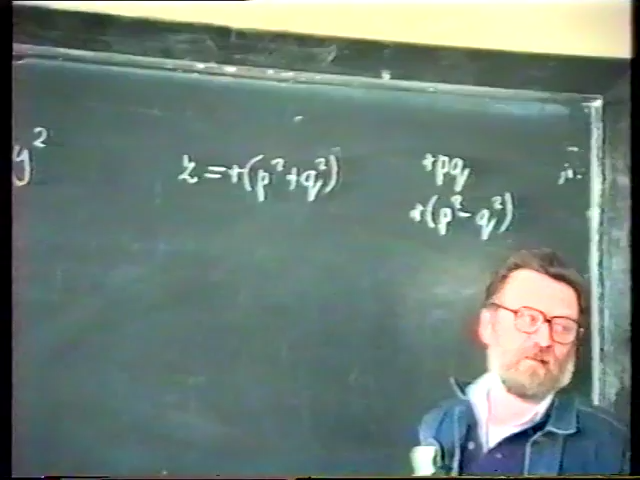 y²
z = +(p²+q²)
+pq
+(p²-q²)